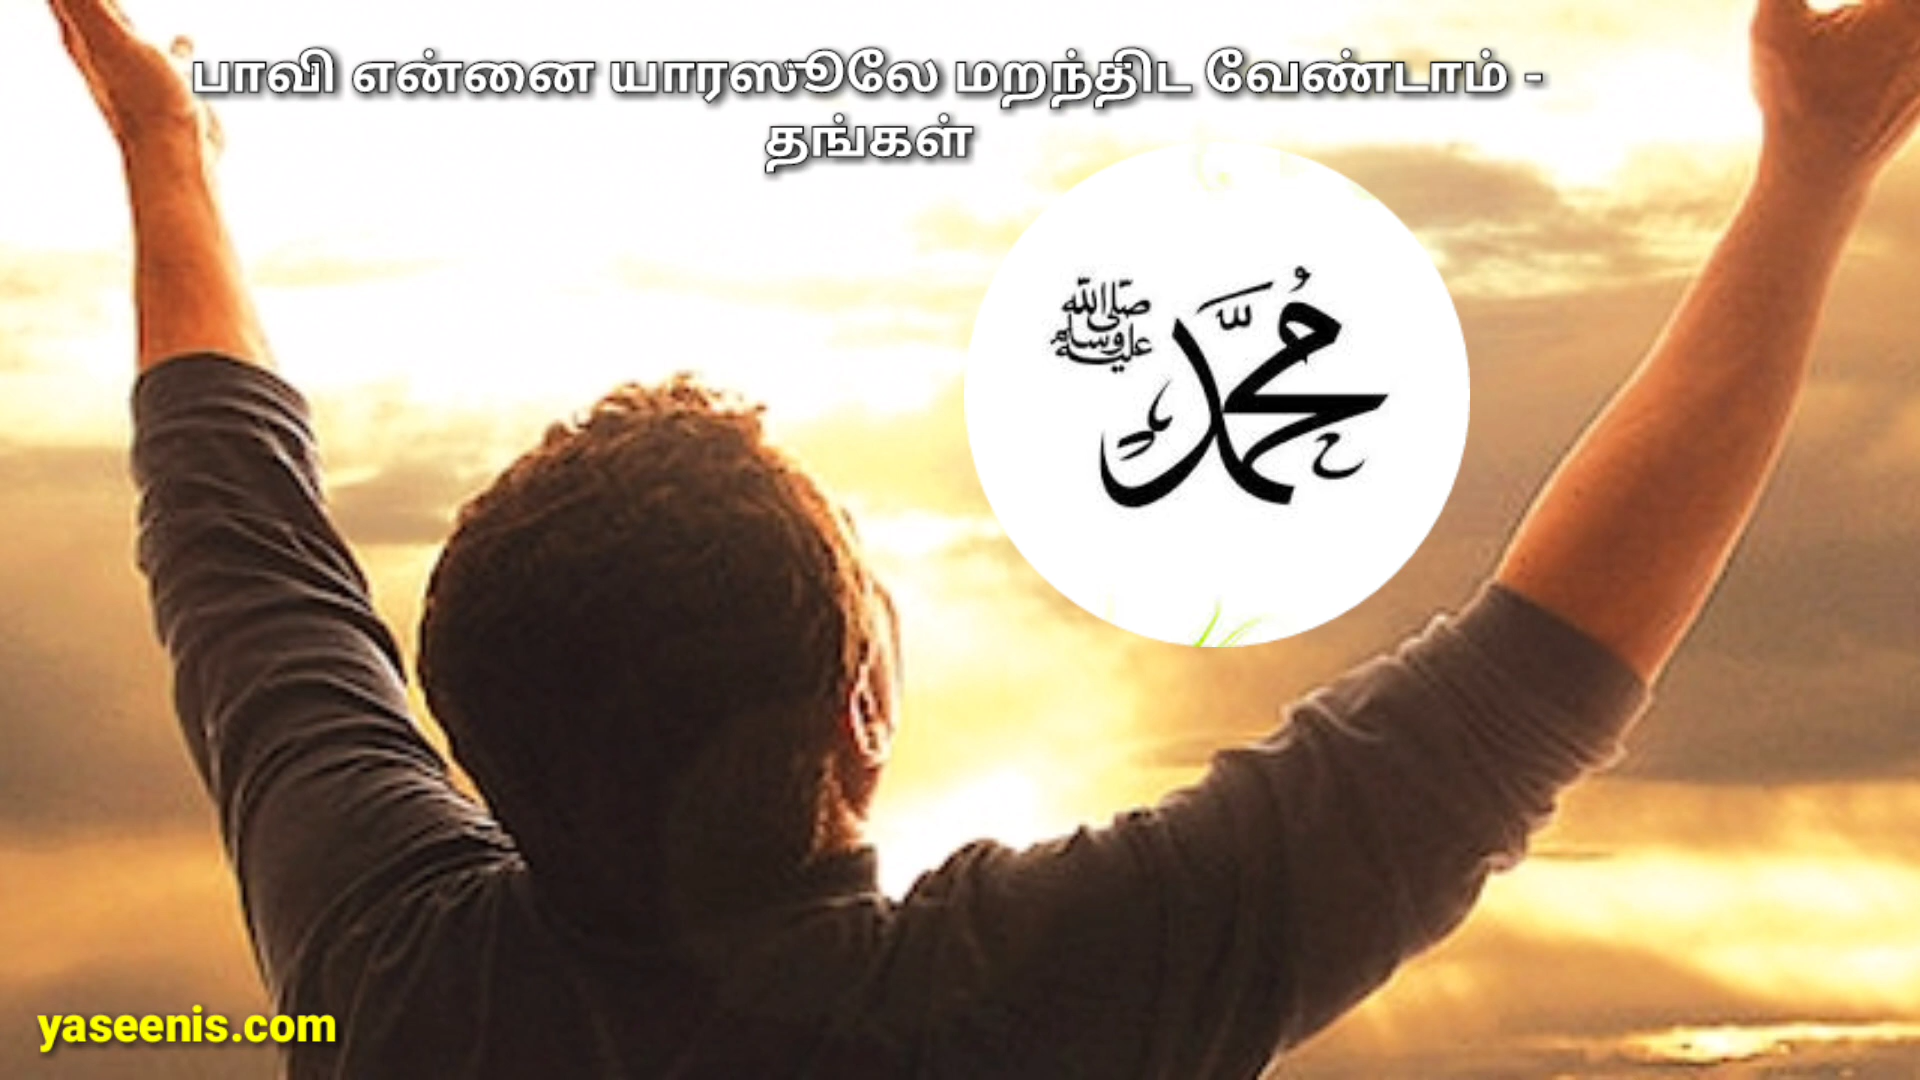 பாவி என்னை யாரஸூலே மறந்திட வேண்டாம் -
தங்கள்
محمد
صلى الله عليه وسلم
yaseenis.com